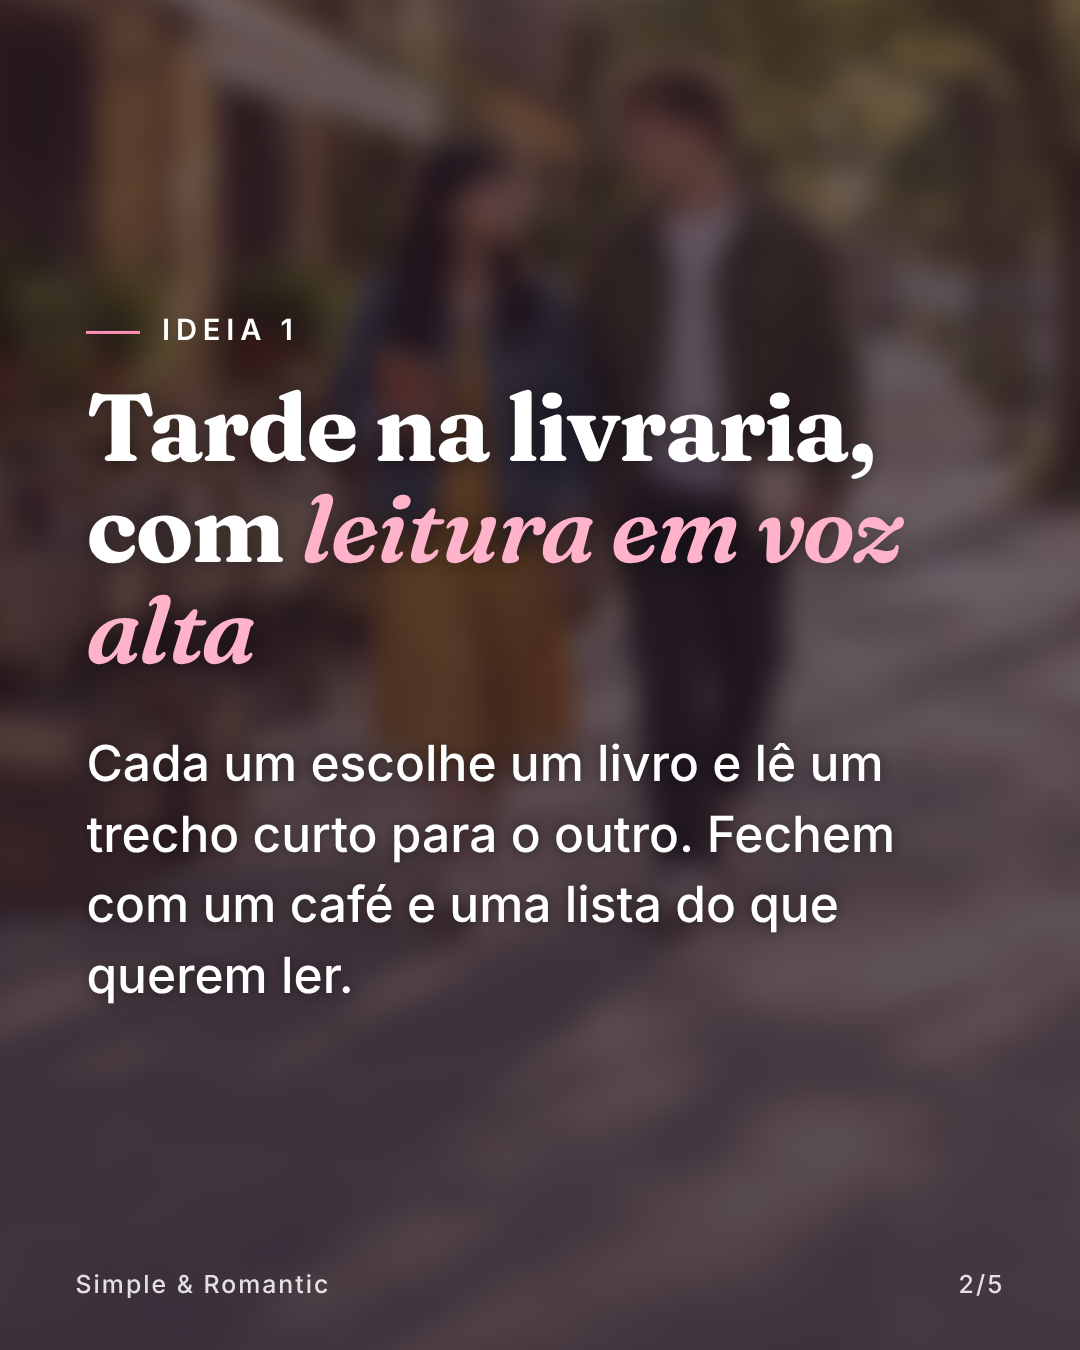 IDEIA 1
Tarde na livraria,
com leitura em voz
alta
Cada um escolhe um livro e lê um
trecho curto para o outro. Fechem
com um café e uma lista do que
querem ler.
Simple & Romantic
2/5